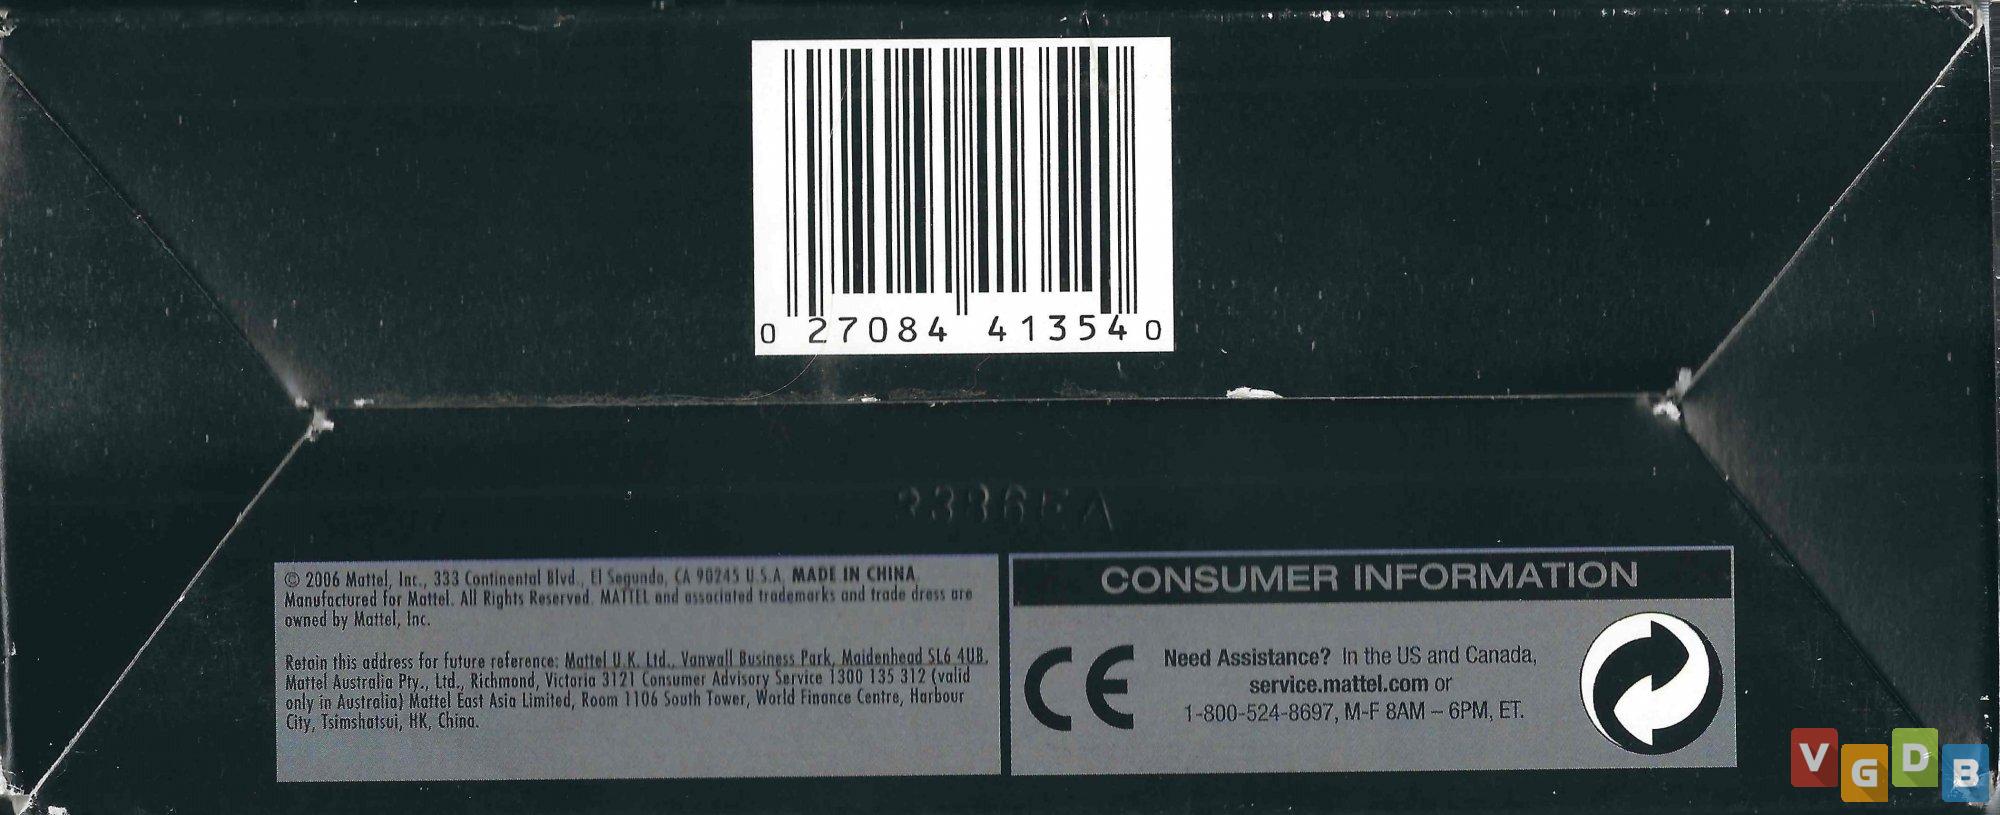 0 27084 41354 0
© 2006 Mattel, Inc., 333 Continental Blvd., El Segundo, CA 90245 U.S.A. MADE IN CHINA.
Manufactured for Mattel. All Rights Reserved. MATTEL and associated trademarks and trade dress are
owned by Mattel, Inc.
Retain this address for future reference: Mattel U.K. Ltd., Vanwall Business Park, Maidenhead SL6 4UB.
Mattel Australia Pty., Ltd., Richmond, Victoria 3121 Consumer Advisory Service 1300 135 312 (valid
only in Australia) Mattel East Asia Limited, Room 1106 South Tower, World Finance Centre, Harbour
City, Tsimshatsui, HK, China.
CONSUMER INFORMATION
CE
Need Assistance? In the US and Canada,
service.mattel.com or
1-800-524-8697, M-F 8AM – 6PM, ET.
VGDB